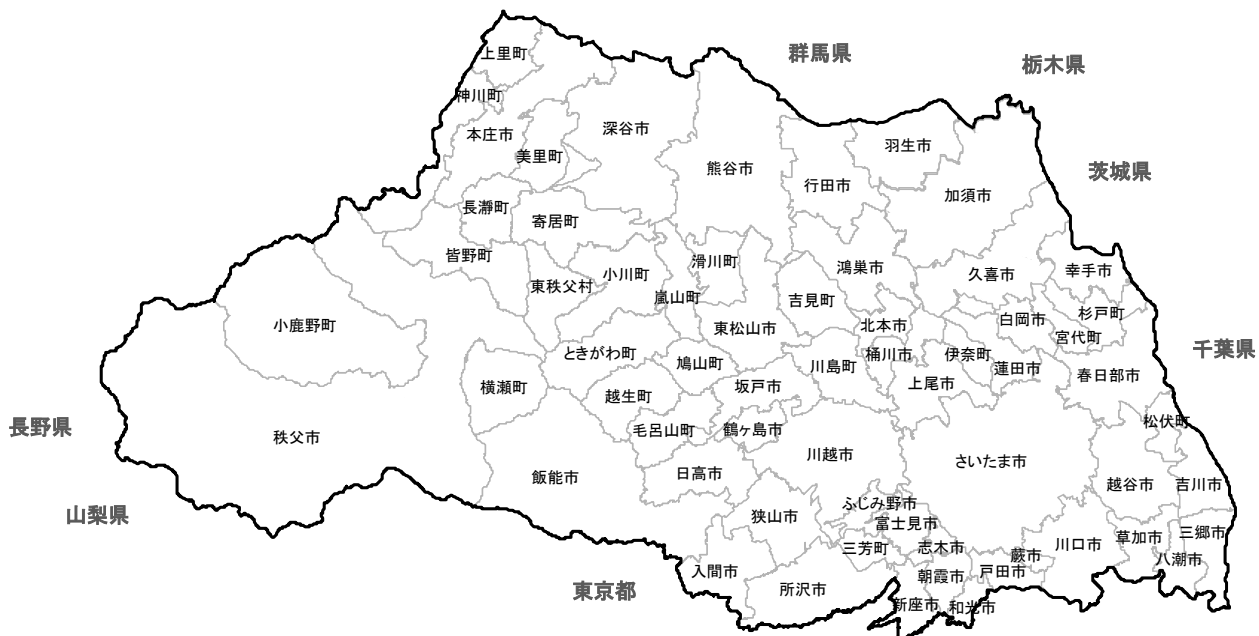 群馬県
栃木県
茨城県
千葉県
長野県
山梨県
東京都
上里町
神川町
本庄市
美里町
深谷市
熊谷市
行田市
羽生市
加須市
長瀞町
寄居町
皆野町
東秩父村
小川町
嵐山町
滑川町
東松山市
吉見町
鴻巣市
久喜市
幸手市
杉戸町
白岡市
宮代町
北本市
桶川市
伊奈町
蓮田市
上尾市
春日部市
小鹿野町
秩父市
横瀬町
ときがわ町
鳩山町
川島町
越生町
坂戸市
毛呂山町
鶴ヶ島市
川越市
さいたま市
松伏町
越谷市
吉川市
飯能市
日高市
狭山市
ふじみ野市
富士見市
三芳町
志木市
入間市
所沢市
朝霞市
新座市
和光市
戸田市
蕨市
川口市
草加市
三郷市
八潮市